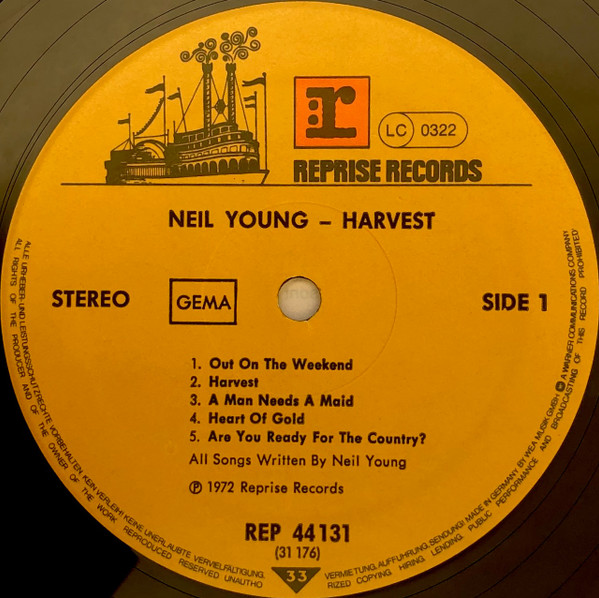 :r
LC 0322
REPRISE RECORDS
NEIL YOUNG – HARVEST
STEREO
GEMA
SIDE 1
1. Out On The Weekend
2. Harvest
3. A Man Needs A Maid
4. Heart Of Gold
5. Are You Ready For The Country?
All Songs Written By Neil Young
℗ 1972 Reprise Records
REP 44 131
(31 176)
33
ALLE URHEBER- UND LEISTUNGSSCHUTZRECHTE VORBEHALTEN. KEIN VERLEIH! KEINE UNERLAUBTE VERVIELFÄLTIGUNG, VERMIETUNG, AUFFÜHRUNG, SENDUNG! MADE IN GERMANY BY WEA MUSIK GMBH A WARNER COMMUNICATIONS COMPANY
ALL RIGHTS OF THE PRODUCER AND OF THE OWNER OF THE WORK REPRODUCED RESERVED UNAUTHORIZED COPYING HIRING, LENDING PUBLIC PERFORMANCE AND BROADCASTING OF THIS RECORD PROHIBITED